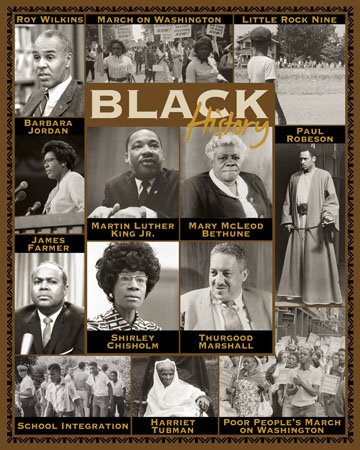 ROY WILKINS
MARCH ON WASHINGTON
LITTLE ROCK NINE
BLACK
History
BARBARA
JORDAN
PAUL
ROBESON
MARTIN LUTHER
KING JR.
MARY MCLEOD
BETHUNE
JAMES
FARMER
SHIRLEY
CHISHOLM
THURGOOD
MARSHALL
SCHOOL INTEGRATION
HARRIET
TUBMAN
POOR PEOPLE'S MARCH
ON WASHINGTON